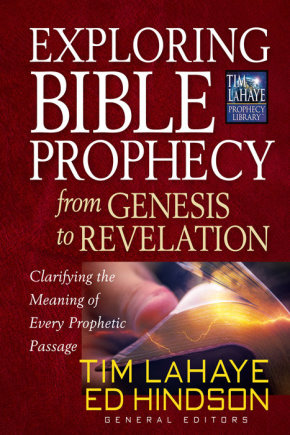 EXPLORING
BIBLE
PROPHECY
TIM
LAHAYE
PROPHECY
LIBRARY
from GENESIS
to REVELATION
Clarifying the
Meaning of
Every Prophetic
Passage
TIM LAHAYE
ED HINDSON
GENERAL EDITORS